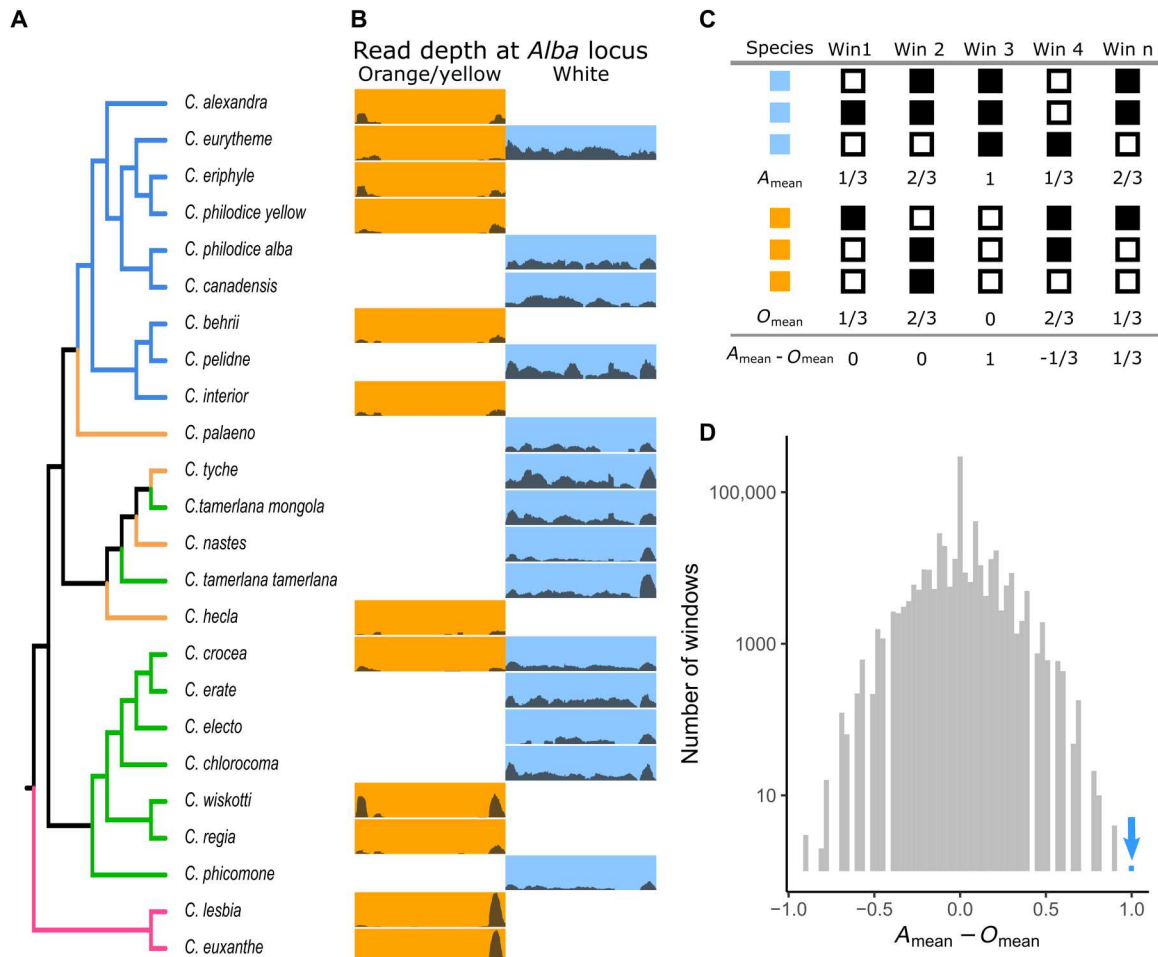 A
B
Read depth at Alba locus
Orange/yellow White
C. alexandra
C. eurytheme
C. eriphyle
C. philodice yellow
C. philodice alba
C. canadensis
C. behrii
C. pelidne
C. interior
C. palaeno
C. tyche
C.tamerlana mongola
C. nastes
C. tamerlana tamerlana
C. hecla
C. crocea
C. erate
C. electo
C. chlorocoma
C. wiskotti
C. regia
C. phicomone
C. lesbia
C. euxanthe
C
Species Win1 Win 2 Win 3 Win 4 Win n
Amean 1/3 2/3 1 1/3 2/3
Omean 1/3 2/3 0 2/3 1/3
Amean - Omean 0 0 1 -1/3 1/3
D
Number of windows
100,000
1000
10
−1.0 −0.5 0.0 0.5 1.0
Amean − Omean